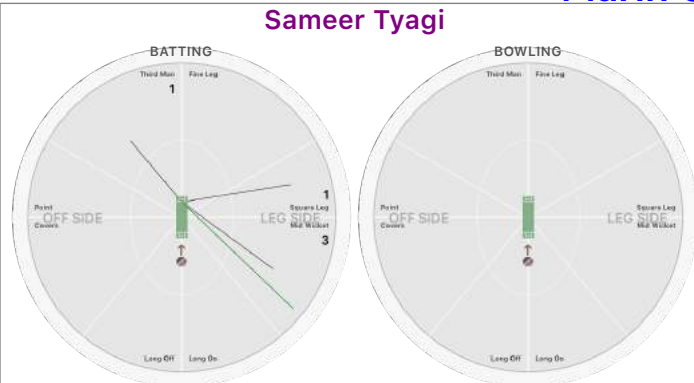 Sameer Tyagi
BATTING
Third Man
Fine Leg
1
1
Point
OFF SIDE
Covers
Square Leg
LEG SIDE
Mid Wicket
3
Long Off
Long On
BOWLING
Third Man
Fine Leg
Point
OFF SIDE
Covers
Square Leg
LEG SIDE
Mid Wicket
Long Off
Long On